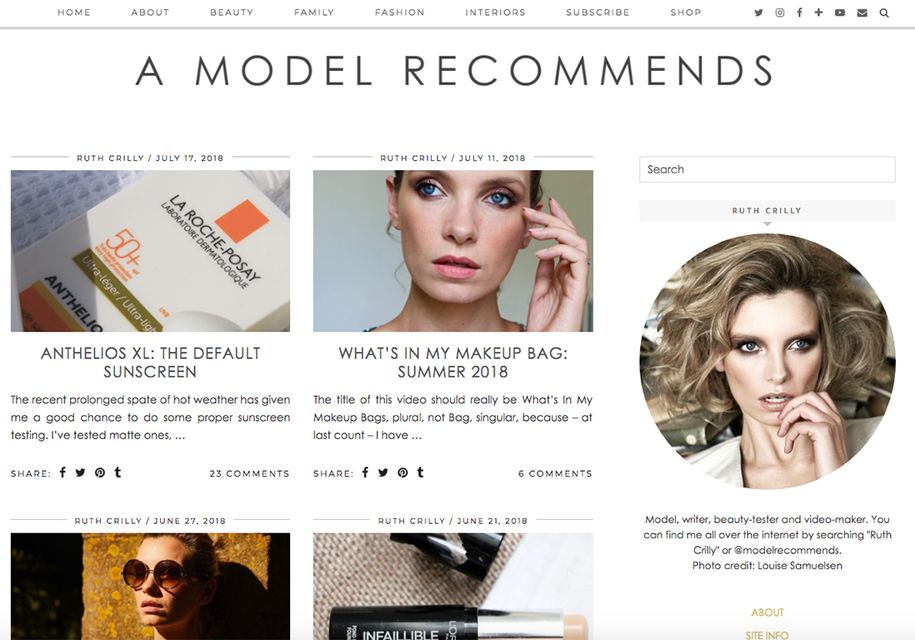 HOME ABOUT BEAUTY FAMILY FASHION INTERIORS SUBSCRIBE SHOP
A MODEL RECOMMENDS
RUTH CRILLY / JULY 17, 2018
LA ROCHE-POSAY
LABORATOIRE DERMATOLOGIQUE
50+
Ultra-léger / Ultra-ligh
ANTHELIO
ANTHELIOS XL: THE DEFAULT
SUNSCREEN
The recent prolonged spate of hot weather has given
me a good chance to do some proper sunscreen
testing. I’ve tested matte ones, …
SHARE: 23 COMMENTS
RUTH CRILLY / JULY 11, 2018
WHAT’S IN MY MAKEUP BAG:
SUMMER 2018
The title of this video should really be What’s In My
Makeup Bags, plural, not Bag, singular, because – at
last count – I have …
SHARE: 6 COMMENTS
RUTH CRILLY / JUNE 27, 2018
RUTH CRILLY / JUNE 21, 2018
INFAILLIBLE
Search
RUTH CRILLY
Model, writer, beauty-tester and video-maker. You
can find me all over the internet by searching "Ruth
Crilly" or @modelrecommends.
Photo credit: Louise Samuelsen
ABOUT
SITE INFO